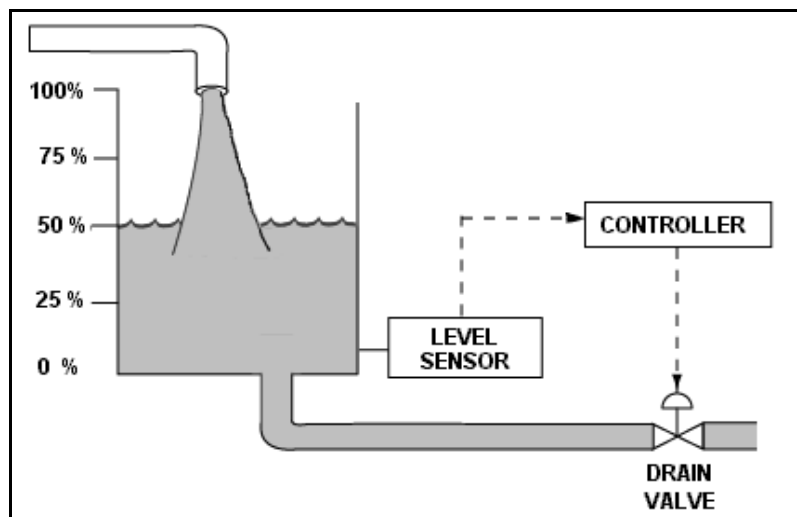 100%
75 %
50 %
25 %
0 %
CONTROLLER
LEVEL
SENSOR
DRAIN
VALVE